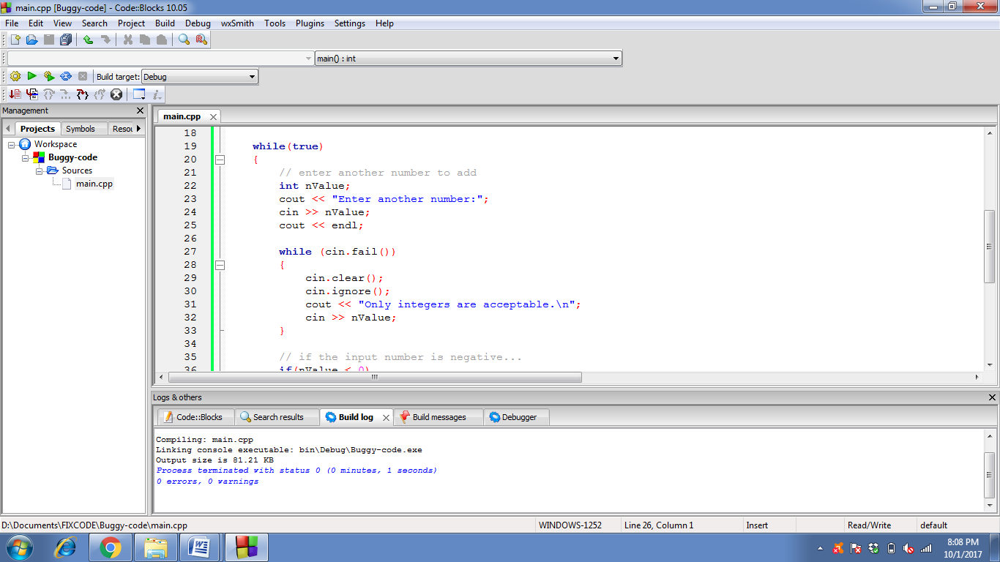 main.cpp [Buggy-code] - Code::Blocks 10.05
File Edit View Search Project Build Debug wxSmith Tools Plugins Settings Help
main() : int
Build target: Debug
Management
Projects Symbols Resou
Workspace
Buggy-code
Sources
main.cpp
main.cpp
18
19 while(true)
20 {
21 // enter another number to add
22 int nValue;
23 cout << "Enter another number:";
24 cin >> nValue;
25 cout << endl;
26
27 while (cin.fail())
28 {
29 cin.clear();
30 cin.ignore();
31 cout << "Only integers are acceptable.\n";
32 cin >> nValue;
33 }
34
35 // if the input number is negative...
36 if(nValue < 0)
Logs & others
Code::Blocks Search results Build log Build messages Debugger
Compiling: main.cpp
Linking console executable: bin\Debug\Buggy-code.exe
Output size is 81.21 KB
Process terminated with status 0 (0 minutes, 1 seconds)
0 errors, 0 warnings
D:\Documents\FIXCODE\Buggy-code\main.cpp WINDOWS-1252 Line 26, Column 1 Insert Read/Write default
8:08 PM
10/1/2017